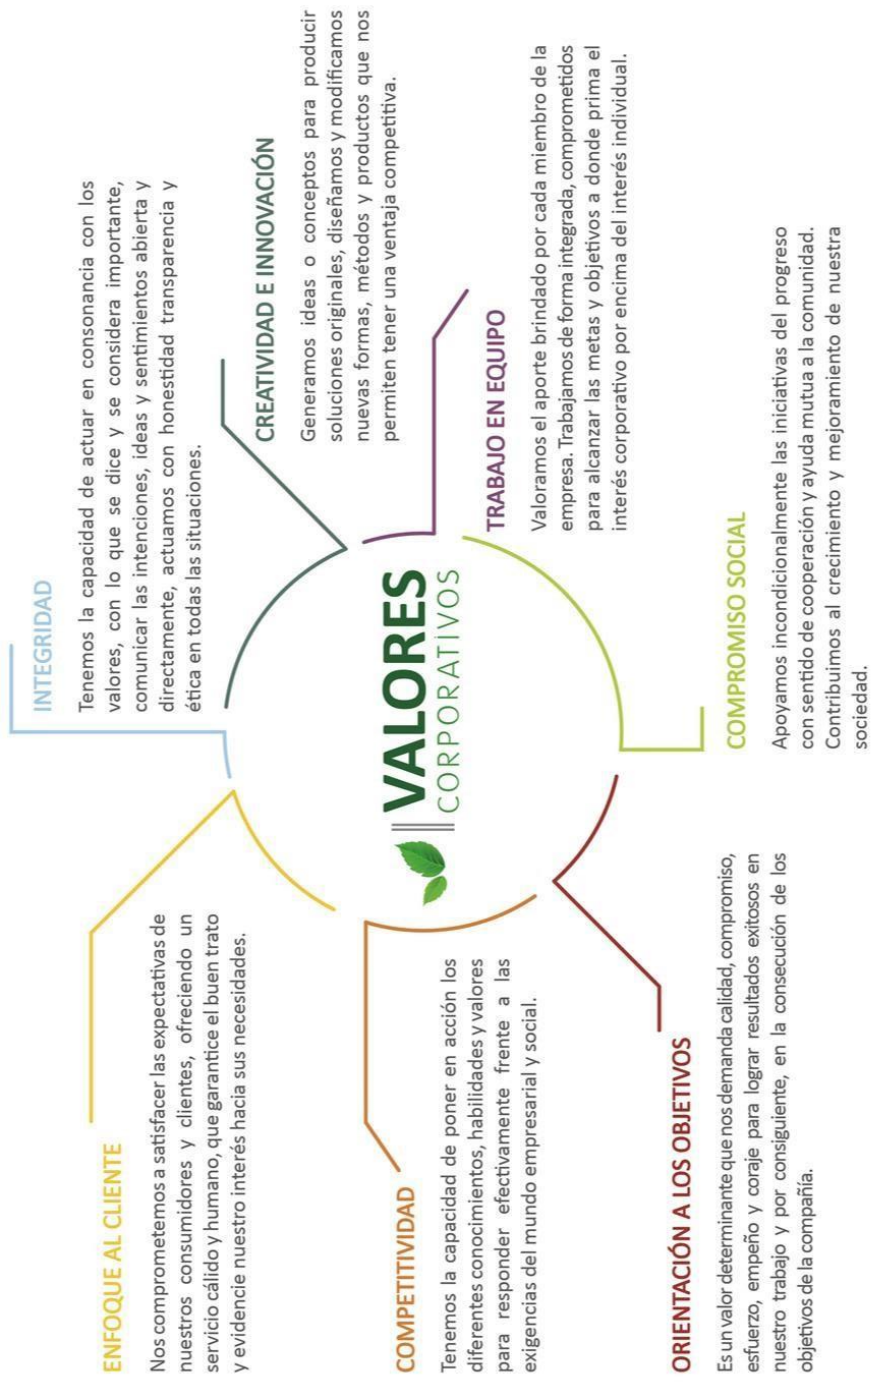 ENFOQUE AL CLIENTE
Nos comprometemos a satisfacer las expectativas de
nuestros consumidores y clientes, ofreciendo un
servicio cálido y humano, que garantice el buen trato
y evidencie nuestro interés hacia sus necesidades.
COMPETITIVIDAD
Tenemos la capacidad de poner en acción los
diferentes conocimientos, habilidades y valores
para responder efectivamente frente a las
exigencias del mundo empresarial y social.
ORIENTACIÓN A LOS OBJETIVOS
Es un valor determinante que nos demanda calidad, compromiso,
esfuerzo, empeño y coraje para lograr resultados exitosos en
nuestro trabajo y por consiguiente, en la consecución de los
objetivos de la compañía.
VALORES
CORPORATIVOS
INTEGRIDAD
Tenemos la capacidad de actuar en consonancia con los
valores, con lo que se dice y se considera importante,
comunicar las intenciones, ideas y sentimientos abierta y
directamente, actuamos con honestidad transparencia y
ética en todas las situaciones.
CREATIVIDAD E INNOVACIÓN
Generamos ideas o conceptos para producir
soluciones originales, diseñamos y modificamos
nuevas formas, métodos y productos que nos
permiten tener una ventaja competitiva.
TRABAJO EN EQUIPO
Valoramos el aporte brindado por cada miembro de la
empresa. Trabajamos de forma integrada, comprometidos
para alcanzar las metas y objetivos a donde prima el
interés corporativo por encima del interés individual.
COMPROMISO SOCIAL
Apoyamos incondicionalmente las iniciativas del progreso
con sentido de cooperación y ayuda mutua a la comunidad.
Contribuimos al crecimiento y mejoramiento de nuestra
sociedad.